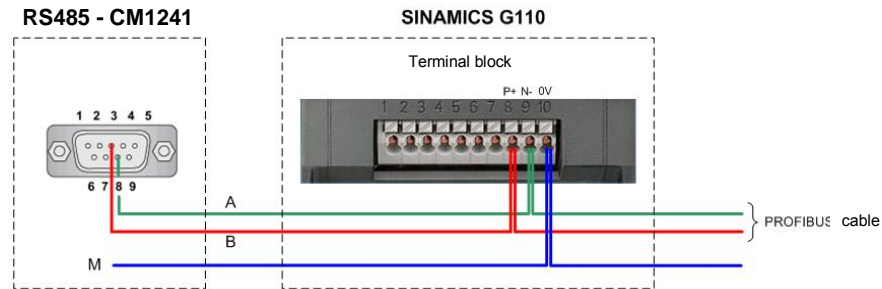 RS485 - CM1241
SINAMICS G110
Terminal block
P+ N- 0V
1 2 3 4 5 6 7 8 9 10
1 2 3 4 5
6 7 8 9
A
PROFIBUS cable
B
M